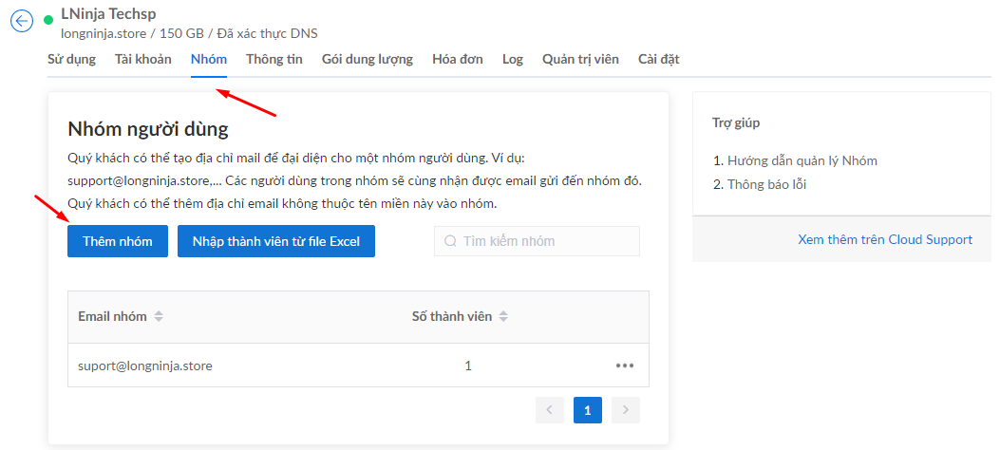 LNinja Techsp
longninja.store / 150 GB / Đã xác thực DNS
Sử dụng Tài khoản Nhóm Thông tin Gói dung lượng Hóa đơn Log Quản trị viên Cài đặt
Nhóm người dùng
Quý khách có thể tạo địa chỉ mail để đại diện cho một nhóm người dùng. Ví dụ:
support@longninja.store,... Các người dùng trong nhóm sẽ cùng nhận được email gửi đến nhóm đó.
Quý khách có thể thêm địa chỉ email không thuộc tên miền này vào nhóm.
Thêm nhóm Nhập thành viên từ file Excel Tìm kiếm nhóm
Email nhóm Số thành viên
suport@longninja.store 1
1
Trợ giúp
1. Hướng dẫn quản lý Nhóm
2. Thông báo lỗi
Xem thêm trên Cloud Support